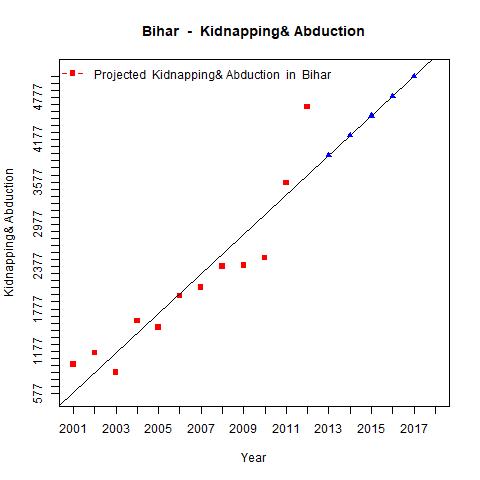 Bihar - Kidnapping& Abduction
Projected Kidnapping& Abduction in Bihar
Kidnapping& Abduction
4777
4177
3577
2977
2377
1777
1177
577
2001 2003 2005 2007 2009 2011 2013 2015 2017
Year